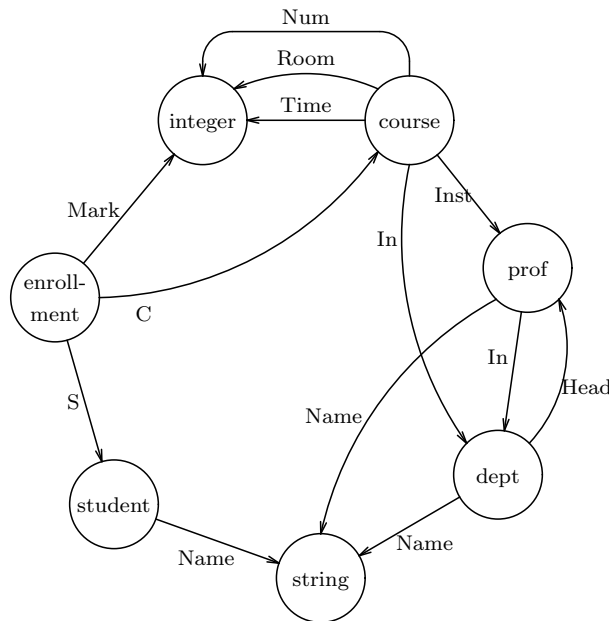 Num
Room
Time
integer
course
Mark
Inst
In
prof
enroll-
ment
C
In
Head
S
Name
dept
student
Name
Name
string